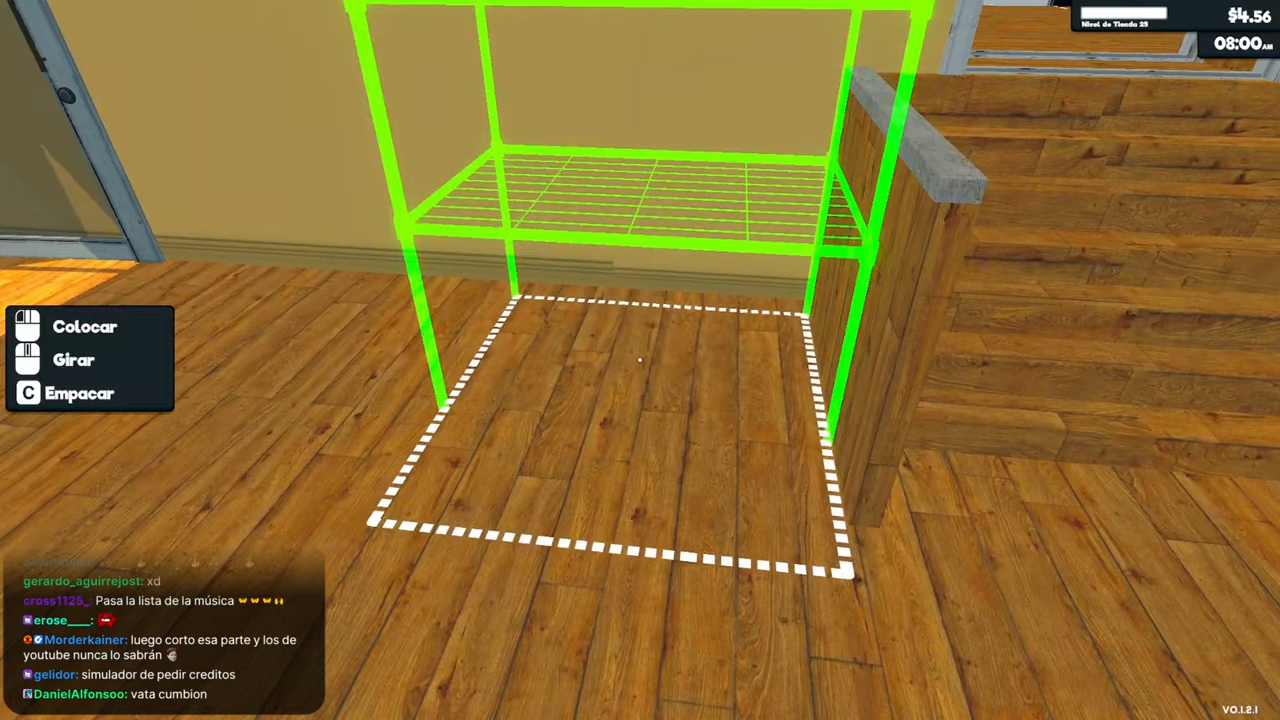 $4.56
Nivel de Tienda 25
08:00AM
Colocar
Girar
C Empacar
gerardo_aguirrejost: xd
cross1125_: Pasa la lista de la música
erose____:
Morderkainer: luego corto esa parte y los de
youtube nunca lo sabrán
gelidor: simulador de pedir creditos
DanielAlfonsoo: vata cumbion
V0.1.2.1